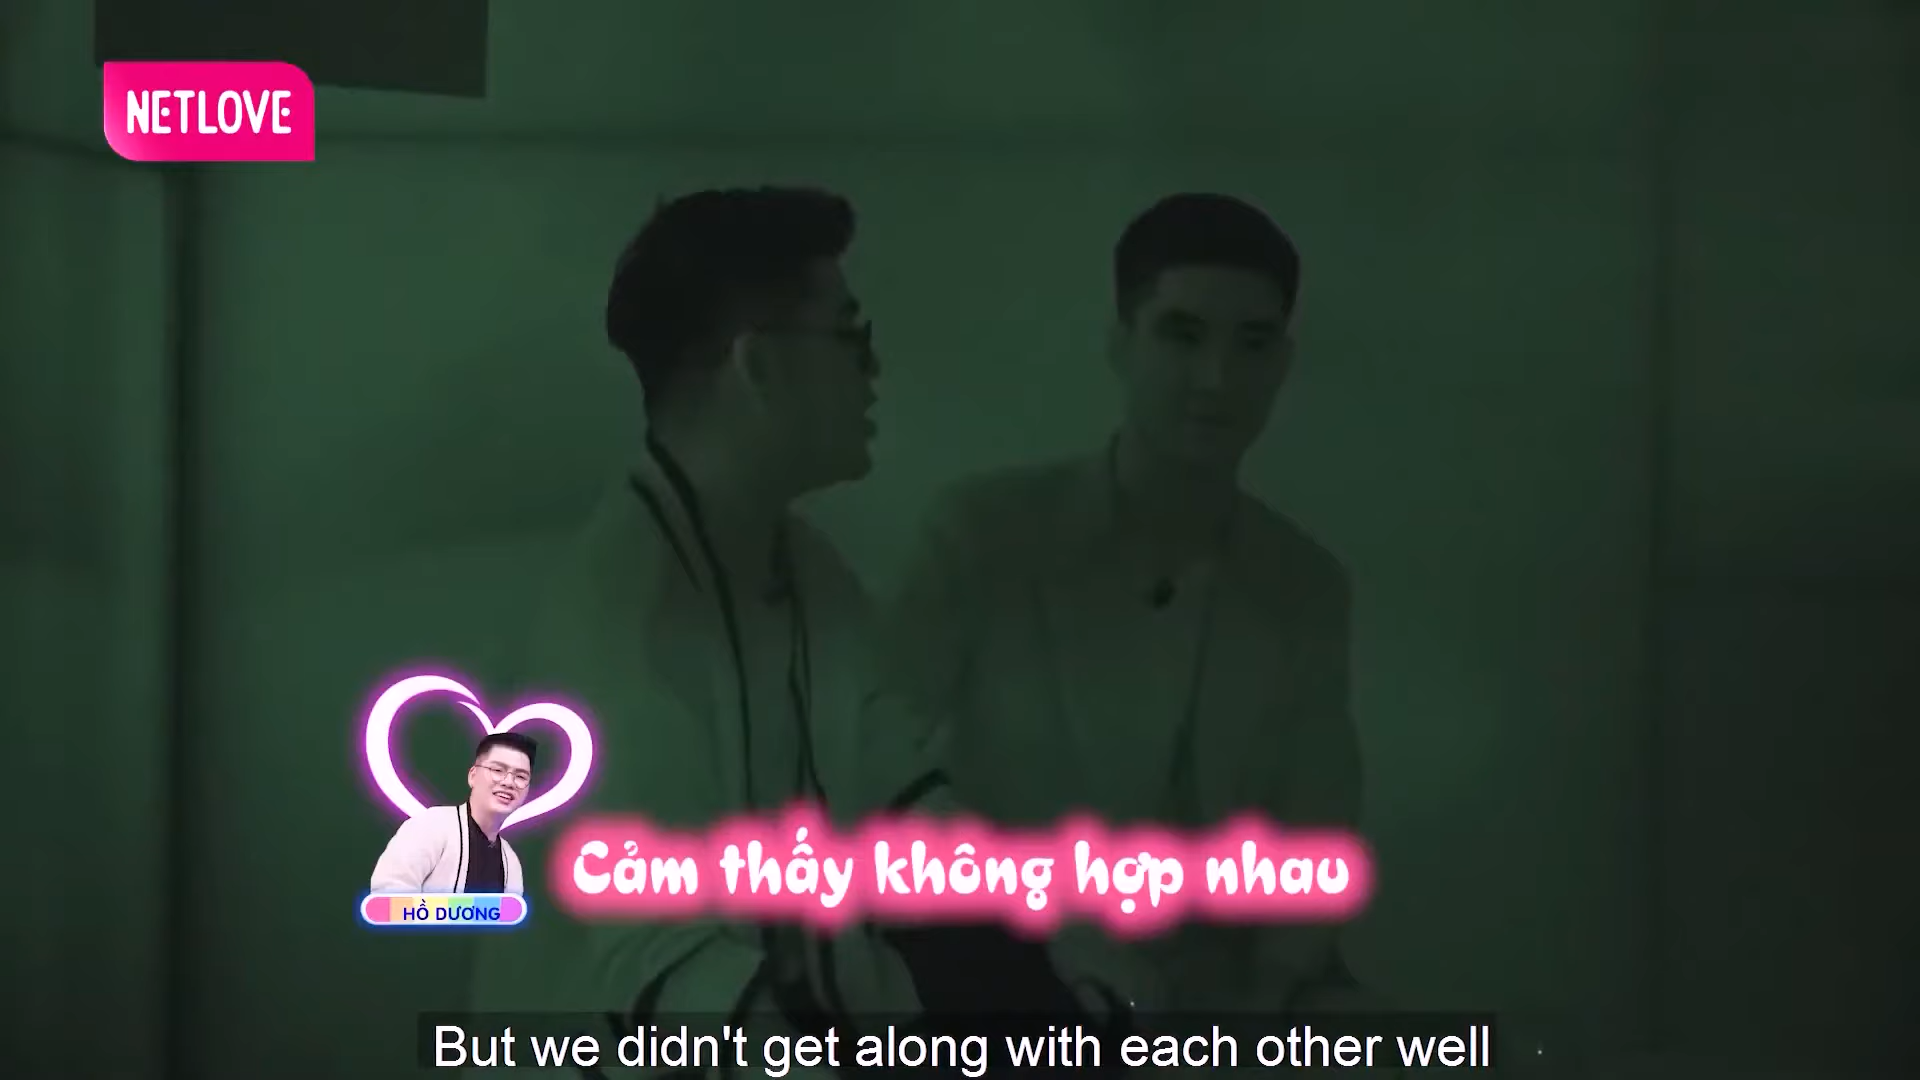 NETLOVE
Cảm thấy không hợp nhau
HỒ DƯƠNG
But we didn't get along with each other well